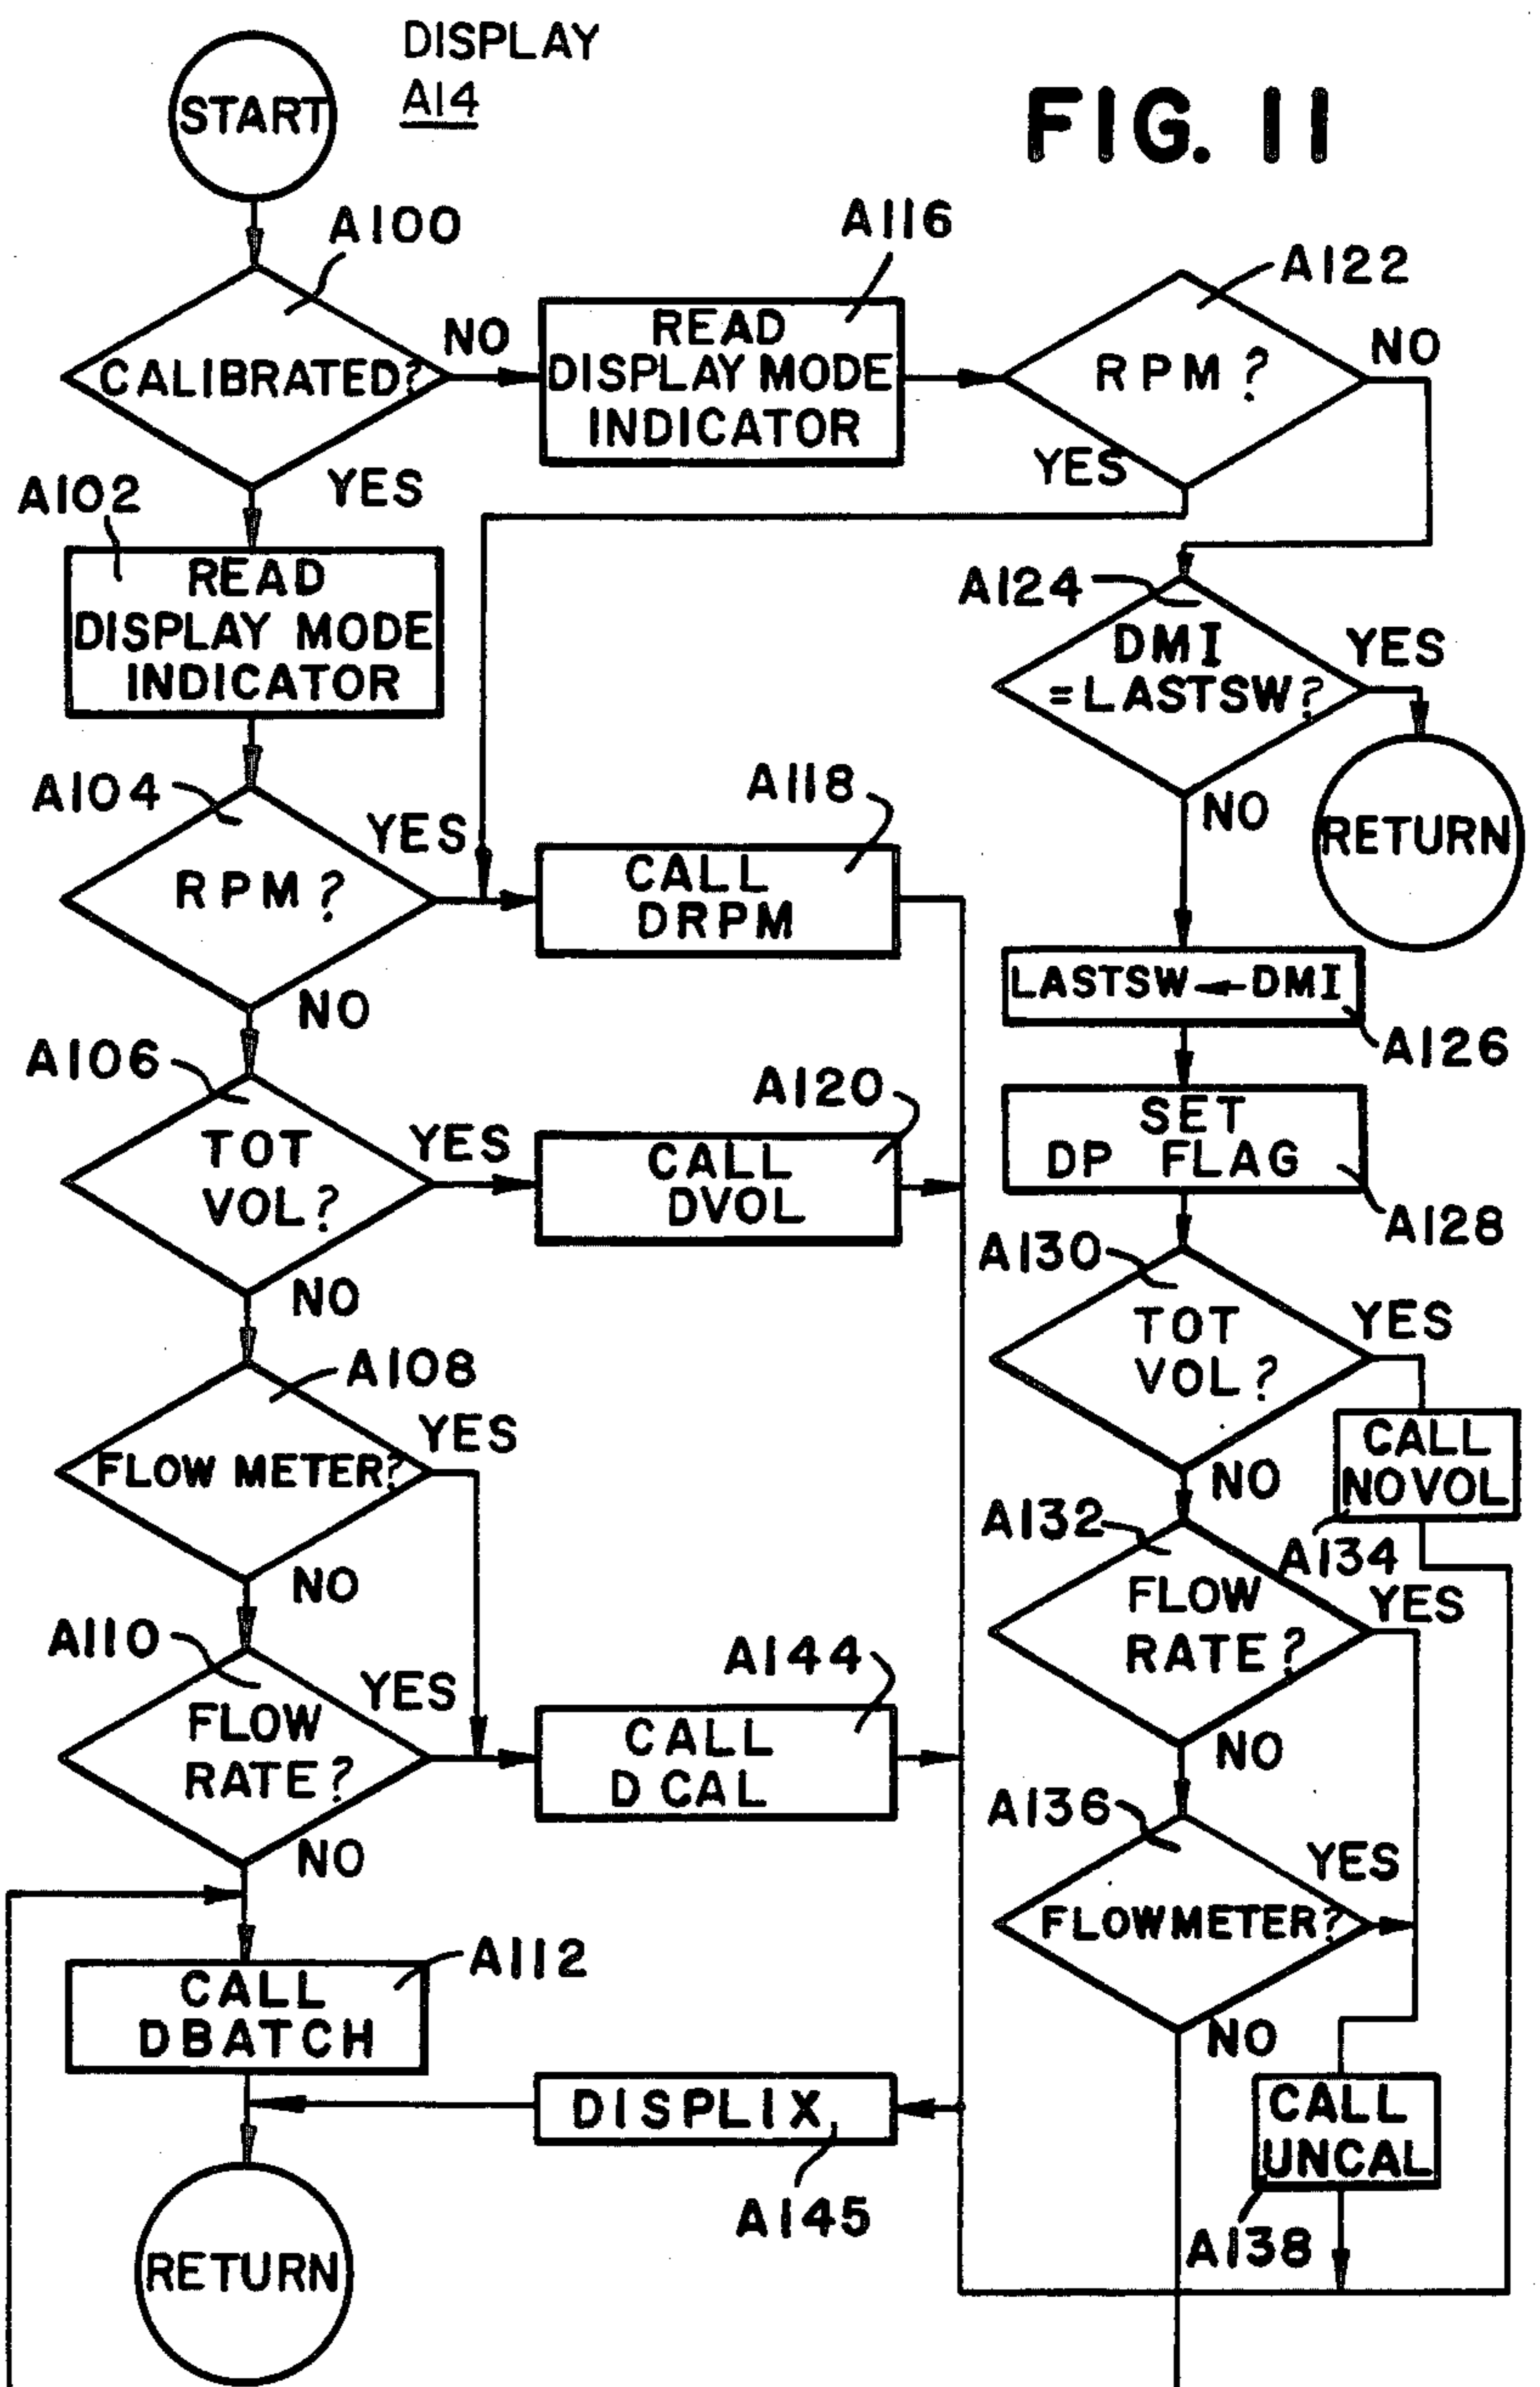 DISPLAY
A14
FIG. 11
START
A100
CALIBRATED?
NO
YES
A116
READ
DISPLAY MODE
INDICATOR
A122
RPM?
NO
YES
A102
READ
DISPLAY MODE
INDICATOR
A124
DMI
=LASTSW?
YES
NO
RETURN
A104
RPM?
YES
NO
A118
CALL
DRPM
LASTSW←DMI
A126
A106
TOT
VOL?
YES
NO
A120
CALL
DVOL
SET
DP FLAG
A128
A130
TOT
VOL?
YES
NO
CALL
NOVOL
A134
A108
FLOW METER?
YES
NO
A132
FLOW
RATE?
YES
NO
A110
FLOW
RATE?
YES
NO
A144
CALL
D CAL
A136
FLOWMETER?
YES
NO
A112
CALL
DBATCH
DISPLIX
A145
CALL
UNCAL
A138
RETURN